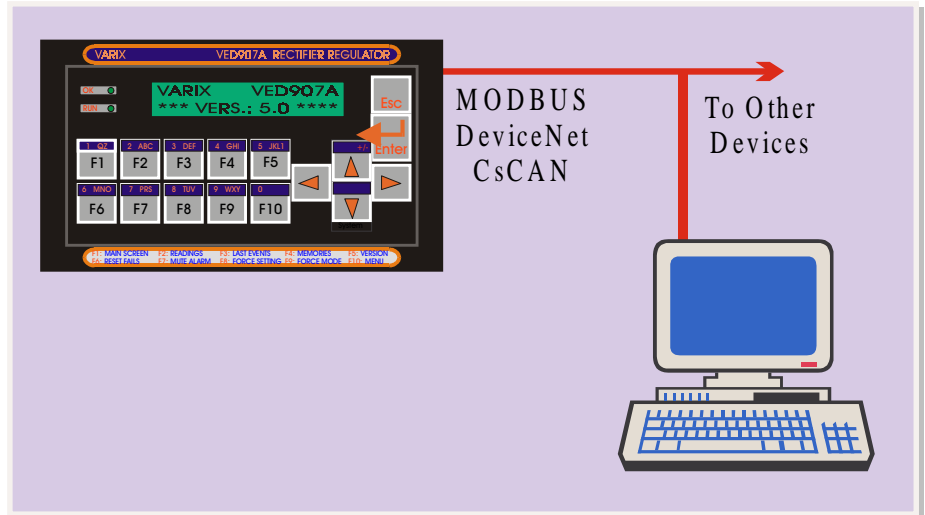 VARIX VED907A RECTIFIER REGULATOR
OK
RUN
VARIX VED907A
*** VERS.: 5.0 ****
Esc
Enter
1 QZ 2 ABC 3 DEF 4 GHI 5 JKL1
F1 F2 F3 F4 F5
+/-
6 MNO 7 PRS 8 TUV 9 WXY 0
F6 F7 F8 F9 F10
System
F1: MAIN SCREEN F2: READINGS F3: LAST EVENTS F4: MEMORIES F5: VERSION
F6: RESET FAILS F7: MUTE ALARM F8: FORCE SETTING F9: FORCE MODE F10: MENU
MODBUS
DeviceNet
CsCAN
To Other
Devices